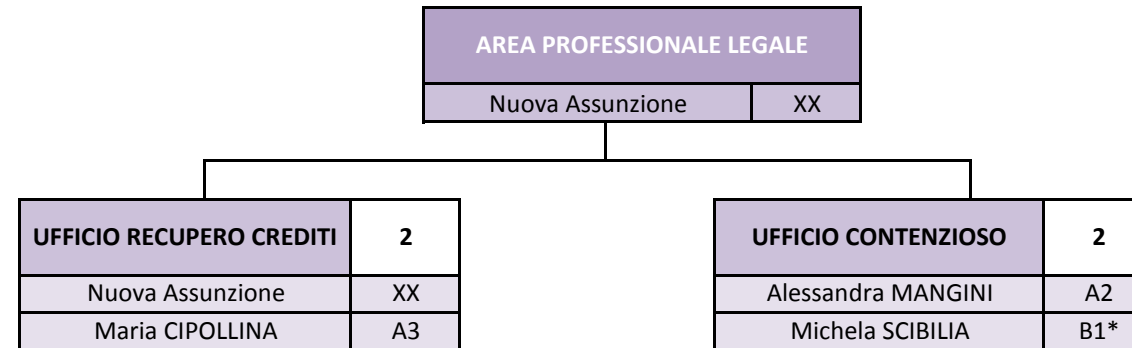 AREA PROFESSIONALE LEGALE
Nuova Assunzione XX
UFFICIO RECUPERO CREDITI 2
Nuova Assunzione XX
Maria CIPOLLINA A3
UFFICIO CONTENZIOSO 2
Alessandra MANGINI A2
Michela SCIBILIA B1*